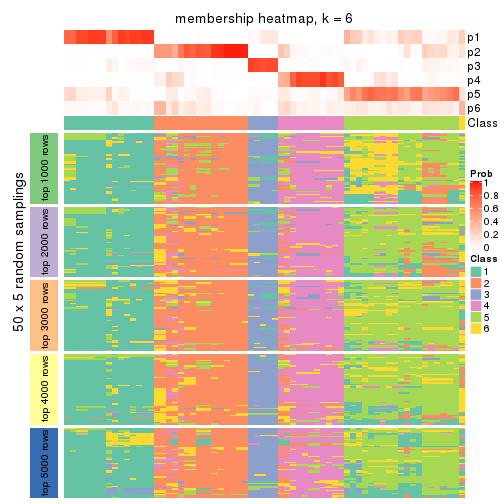 membership heatmap, k = 6
p1
p2
p3
p4
p5
p6
Class
50 x 5 random samplings
top 1000 rows
top 2000 rows
top 3000 rows
top 4000 rows
top 5000 rows
Prob
1
0.8
0.6
0.4
0.2
0
Class
1
2
3
4
5
6